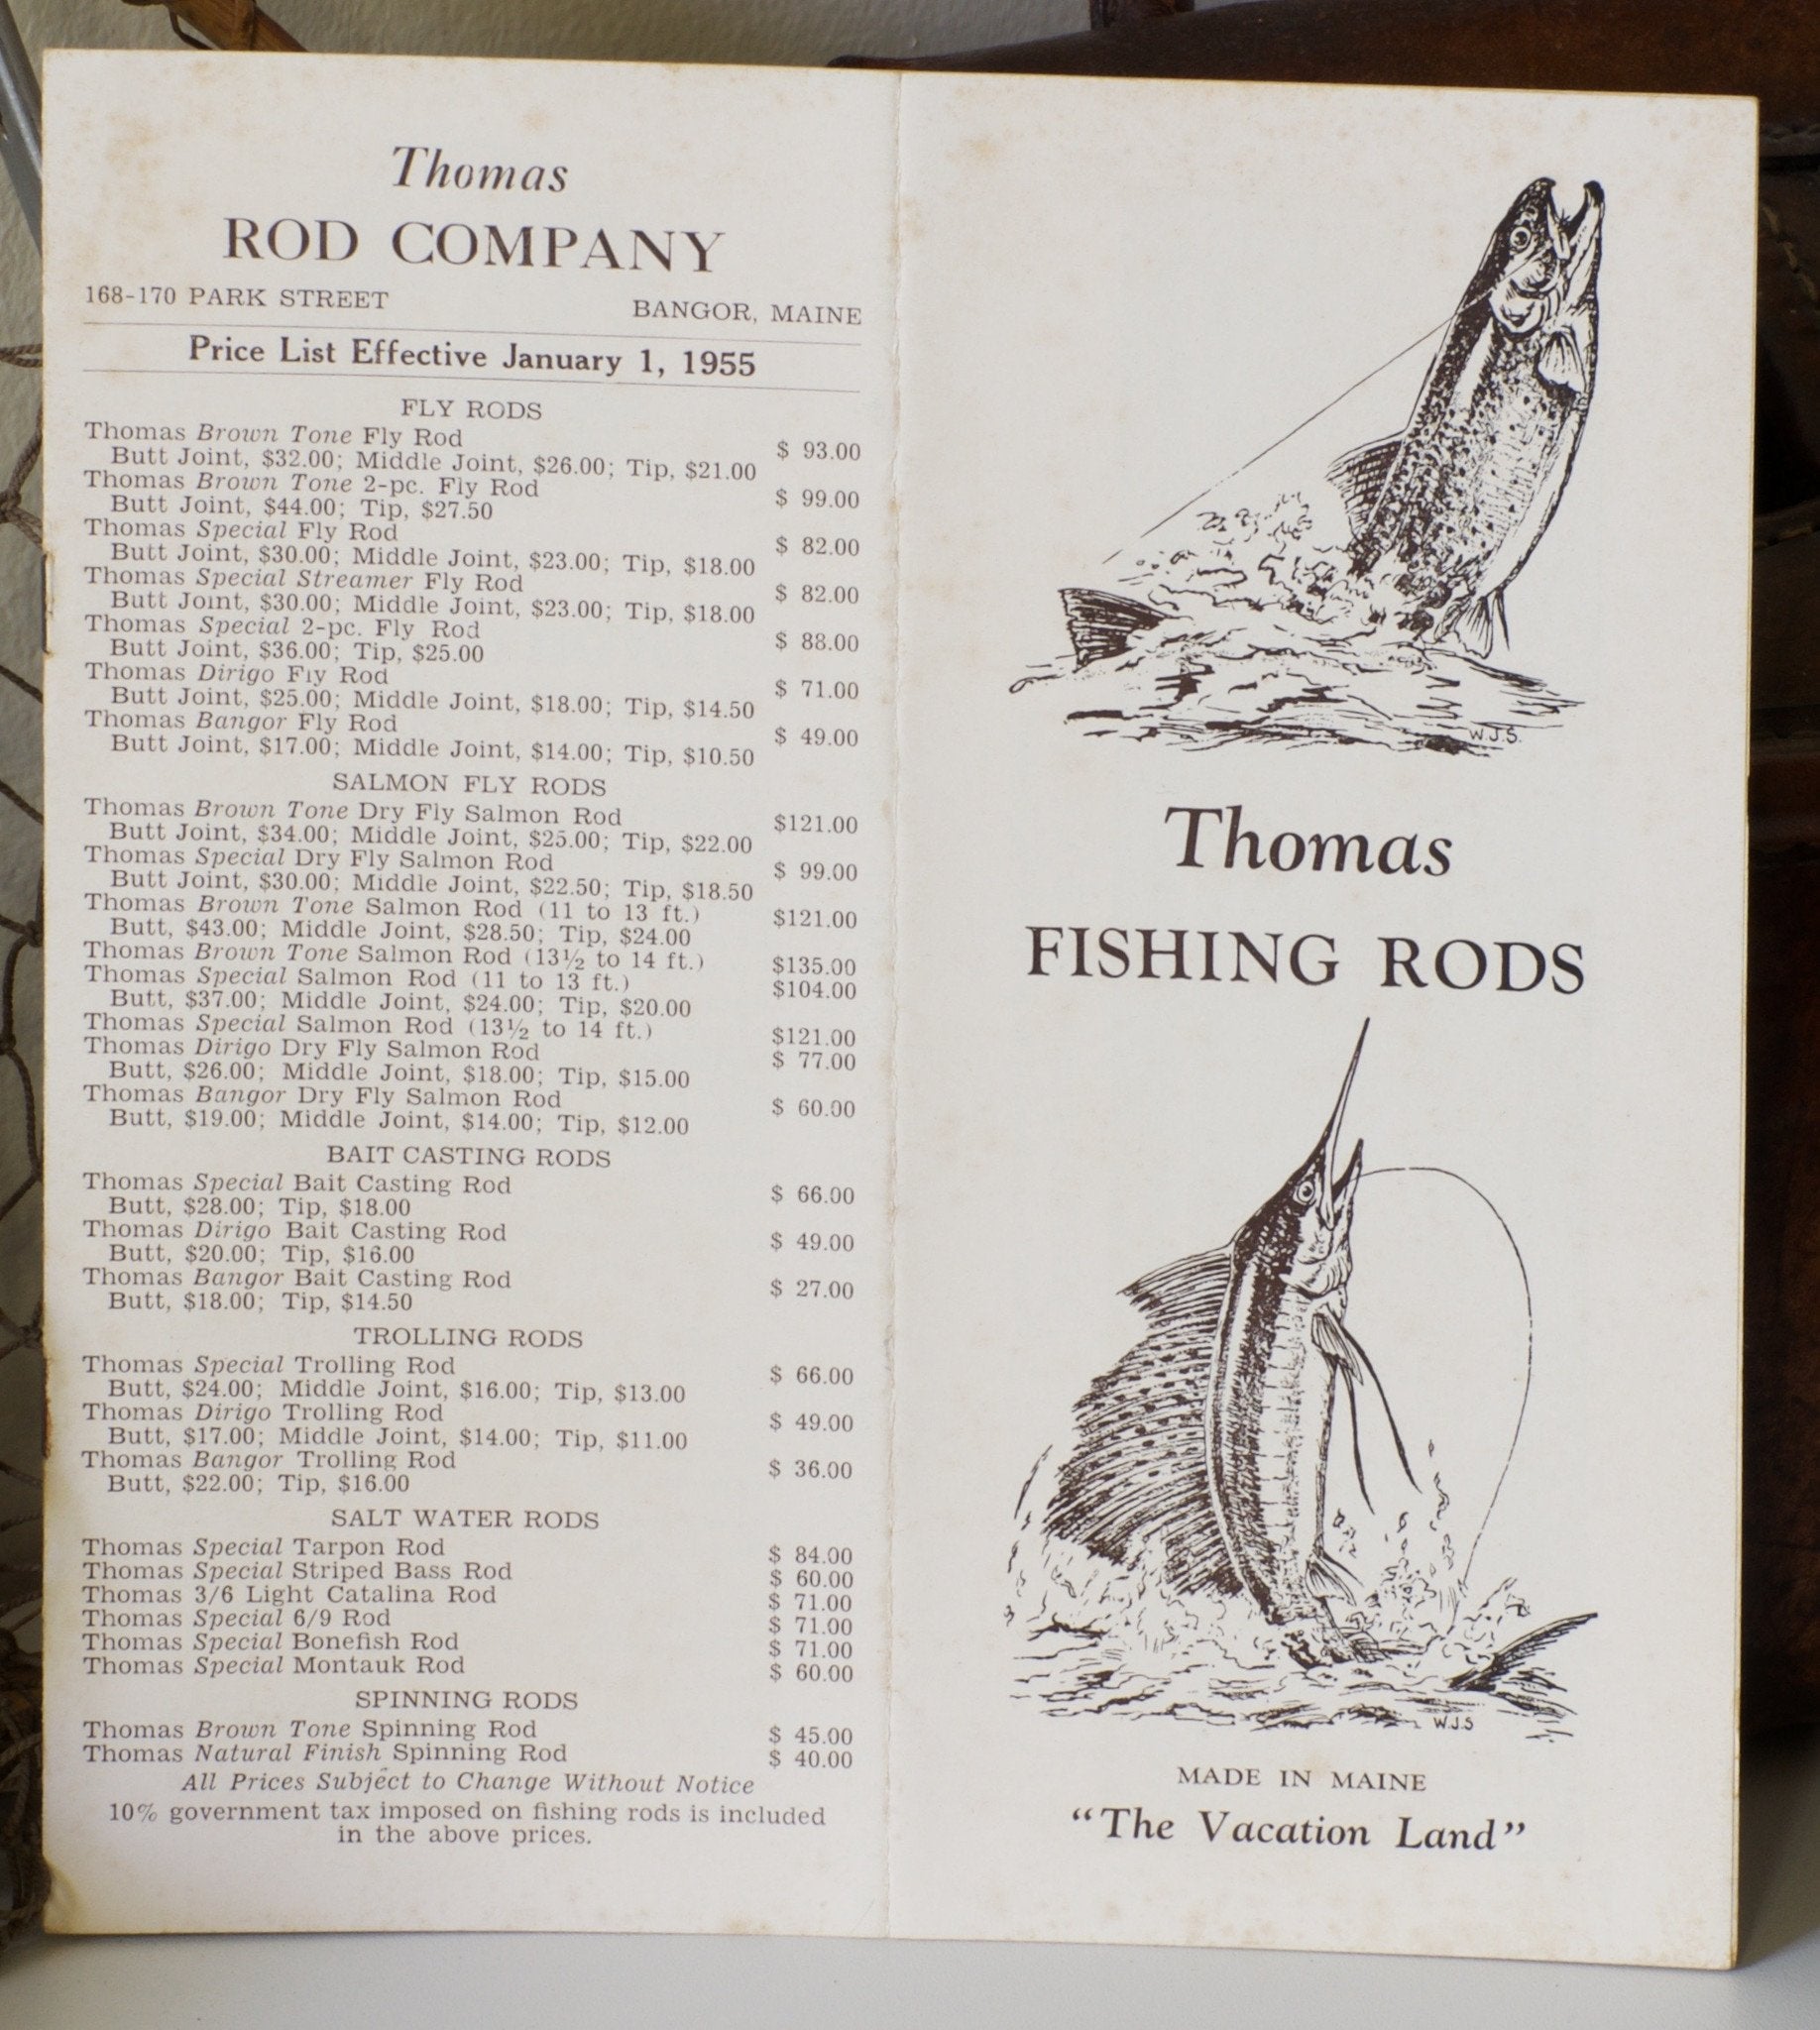 Thomas
ROD COMPANY
168-170 PARK STREET BANGOR, MAINE
Price List Effective January 1, 1955
FLY RODS
Thomas Brown Tone Fly Rod $ 93.00
Butt Joint, $32.00; Middle Joint, $26.00; Tip, $21.00
Thomas Brown Tone 2-pc. Fly Rod $ 99.00
Butt Joint, $44.00; Tip, $27.50
Thomas Special Fly Rod $ 82.00
Butt Joint, $30.00; Middle Joint, $23.00; Tip, $18.00
Thomas Special Streamer Fly Rod $ 82.00
Butt Joint, $30.00; Middle Joint, $23.00; Tip, $18.00
Thomas Special 2-pc. Fly Rod $ 88.00
Butt Joint, $36.00; Tip, $25.00
Thomas Dirigo Fly Rod $ 71.00
Butt Joint, $25.00; Middle Joint, $18.00; Tip, $14.50
Thomas Bangor Fly Rod $ 49.00
Butt Joint, $17.00; Middle Joint, $14.00; Tip, $10.50
SALMON FLY RODS
Thomas Brown Tone Dry Fly Salmon Rod $121.00
Butt Joint, $34.00; Middle Joint, $25.00; Tip, $22.00
Thomas Special Dry Fly Salmon Rod $ 99.00
Butt Joint, $30.00; Middle Joint, $22.50; Tip, $18.50
Thomas Brown Tone Salmon Rod (11 to 13 ft.) $121.00
Butt, $43.00; Middle Joint, $28.50; Tip, $24.00
Thomas Brown Tone Salmon Rod (13½ to 14 ft.) $135.00
Thomas Special Salmon Rod (11 to 13 ft.) $104.00
Butt, $37.00; Middle Joint, $24.00; Tip, $20.00
Thomas Special Salmon Rod (13½ to 14 ft.) $121.00
Thomas Dirigo Dry Fly Salmon Rod $ 77.00
Butt, $26.00; Middle Joint, $18.00; Tip, $15.00
Thomas Bangor Dry Fly Salmon Rod $ 60.00
Butt, $19.00; Middle Joint, $14.00; Tip, $12.00
BAIT CASTING RODS
Thomas Special Bait Casting Rod $ 66.00
Butt, $28.00; Tip, $18.00
Thomas Dirigo Bait Casting Rod $ 49.00
Butt, $20.00; Tip, $16.00
Thomas Bangor Bait Casting Rod $ 27.00
Butt, $18.00; Tip, $14.50
TROLLING RODS
Thomas Special Trolling Rod $ 66.00
Butt, $24.00; Middle Joint, $16.00; Tip, $13.00
Thomas Dirigo Trolling Rod $ 49.00
Butt, $17.00; Middle Joint, $14.00; Tip, $11.00
Thomas Bangor Trolling Rod $ 36.00
Butt, $22.00; Tip, $16.00
SALT WATER RODS
Thomas Special Tarpon Rod $ 84.00
Thomas Special Striped Bass Rod $ 60.00
Thomas 3/6 Light Catalina Rod $ 71.00
Thomas Special 6/9 Rod $ 71.00
Thomas Special Bonefish Rod $ 71.00
Thomas Special Montauk Rod $ 60.00
SPINNING RODS
Thomas Brown Tone Spinning Rod $ 45.00
Thomas Natural Finish Spinning Rod $ 40.00
All Prices Subject to Change Without Notice
10% government tax imposed on fishing rods is included
in the above prices.
W.J.S.
Thomas
FISHING RODS
W.J.S
MADE IN MAINE
"The Vacation Land"